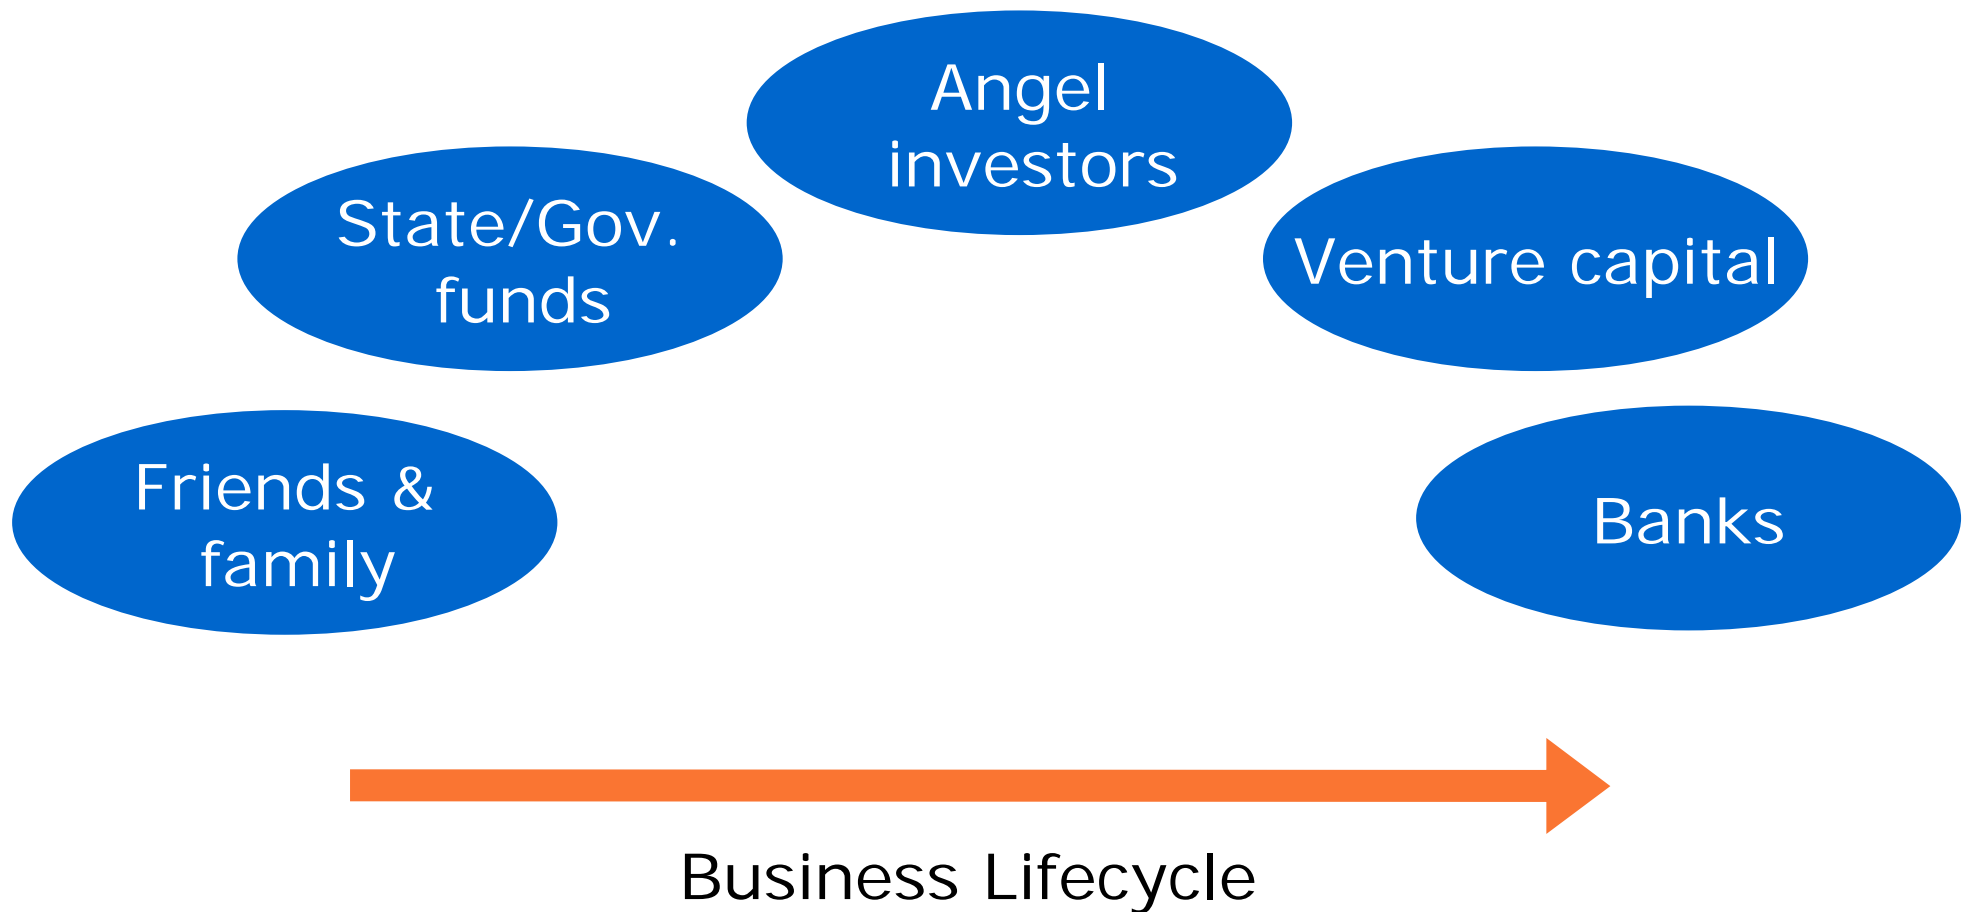 Angel
investors
State/Gov.
funds
Venture capital
Friends &
family
Banks
Business Lifecycle